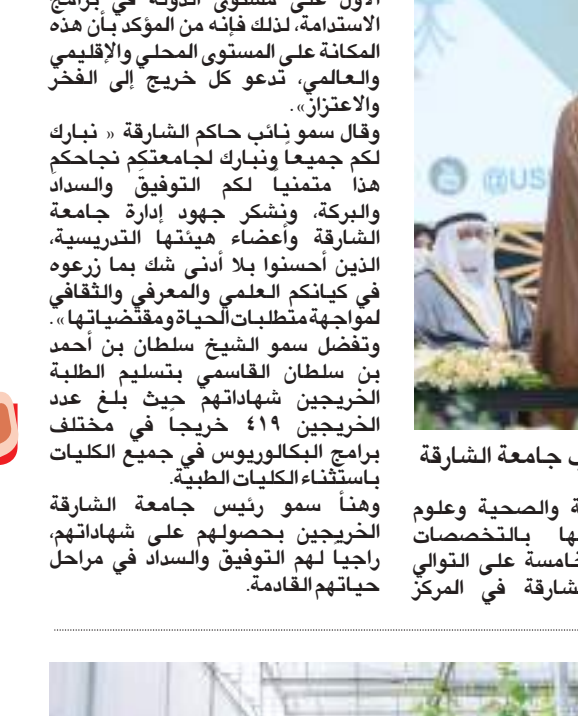 الأول على مستوى الدولة في برامج
الاستدامة، لذلك فإنه من المؤكد بأن هذه
المكانة على المستوى المحلي والإقليمي
والعالمي، تدعو كل خريج إلى الفخر
والاعتزاز».
وقال سمو نائب حاكم الشارقة « نبارك
لكم جميعاً ونبارك لجامعتكم نجاحكم
هذا متمنياً لكم التوفيق والسداد
والبركة، ونشكر جهود إدارة جامعة
الشارقة وأعضاء هيئتها التدريسية،
الذين أحسنوا بلا أدنى شك بما زرعوه
في كيانكم العلمي والمعرفي والثقافي
لمواجهة متطلبات الحياة ومقتضياتها».
وتفضل سمو الشيخ سلطان بن أحمد
بن سلطان القاسمي بتسليم الطلبة
الخريجين شهاداتهم حيث بلغ عدد
الخريجين ٤١٩ خريجاً في مختلف
برامج البكالوريوس في جميع الكليات
باستثناء الكليات الطبية.
وهنأ سمو رئيس جامعة الشارقة
الخريجين بحصولهم على شهاداتهم،
راجيا لهم التوفيق والسداد في مراحل
حياتهم القادمة.
@US
جامعة الشارقة
والصحية وعلوم
بالتخصصات
على التوالي
في المركز